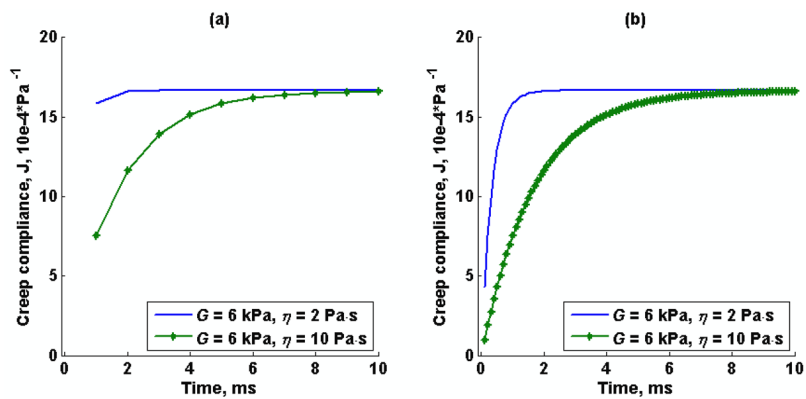 (a)
20
15
10
5
0
Creep compliance, J, 10e-4*Pa⁻¹
G = 6 kPa, η = 2 Pa·s
G = 6 kPa, η = 10 Pa·s
0 2 4 6 8 10
Time, ms
(b)
20
15
10
5
0
Creep compliance, J, 10e-4*Pa⁻¹
G = 6 kPa, η = 2 Pa·s
G = 6 kPa, η = 10 Pa·s
0 2 4 6 8 10
Time, ms